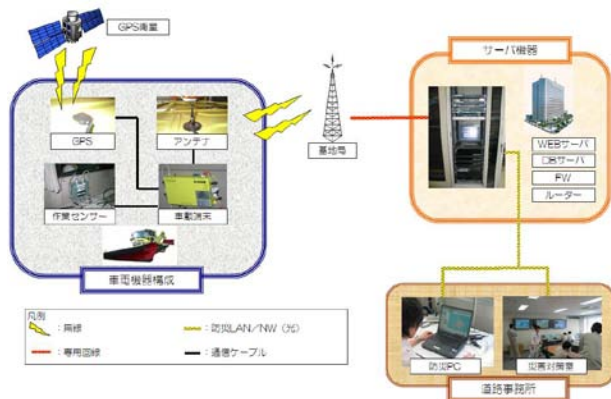 GPS衛星
GPS
アンテナ
作業センサー
車載端末
車両機器構成
基地局
サーバ機器
WEBサーバ
DBサーバ
FW
ルーター
防災PC
災害対策室
道路事務所
凡例
:無線
:専用回線
:防災LAN/NW(光)
:通信ケーブル